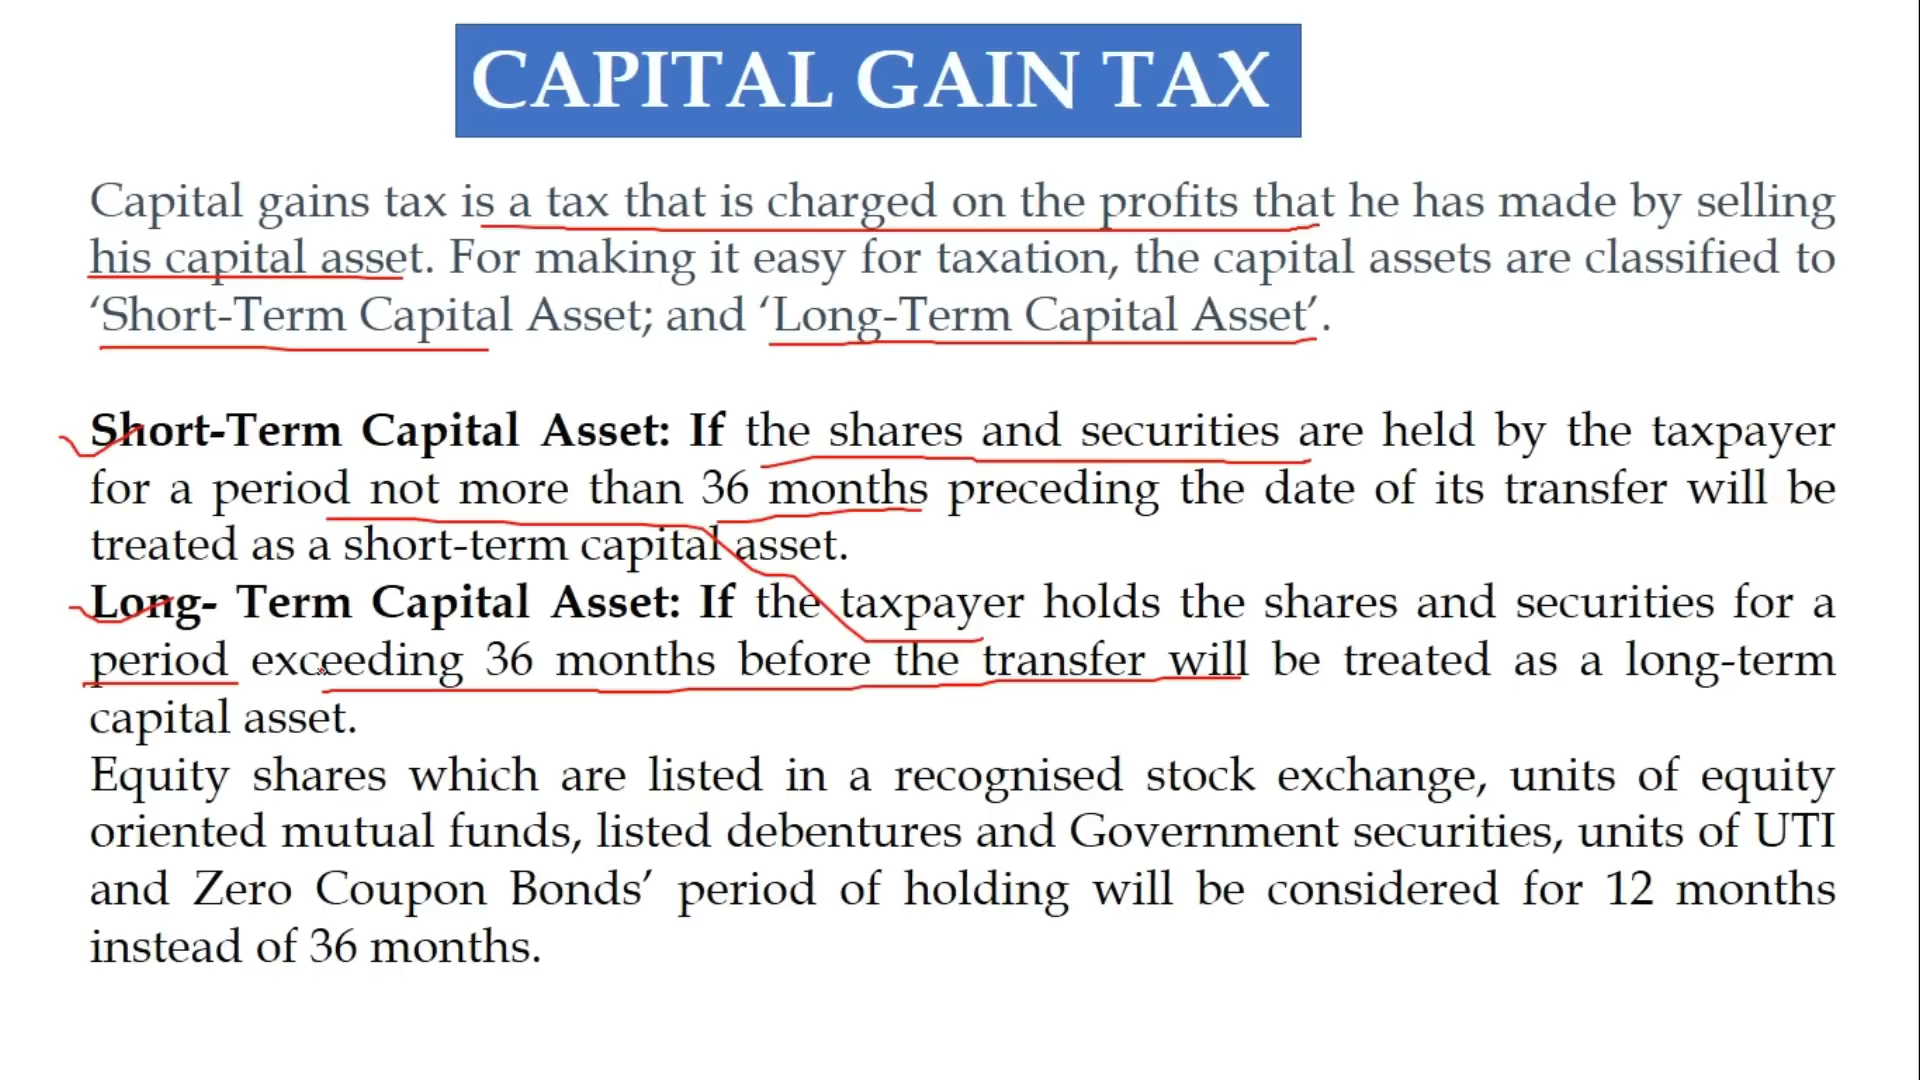 CAPITAL GAIN TAX
Capital gains tax is a tax that is charged on the profits that he has made by selling
his capital asset. For making it easy for taxation, the capital assets are classified to
‘Short-Term Capital Asset; and ‘Long-Term Capital Asset’.
Short-Term Capital Asset: If the shares and securities are held by the taxpayer
for a period not more than 36 months preceding the date of its transfer will be
treated as a short-term capital asset.
Long- Term Capital Asset: If the taxpayer holds the shares and securities for a
period exceeding 36 months before the transfer will be treated as a long-term
capital asset.
Equity shares which are listed in a recognised stock exchange, units of equity
oriented mutual funds, listed debentures and Government securities, units of UTI
and Zero Coupon Bonds’ period of holding will be considered for 12 months
instead of 36 months.